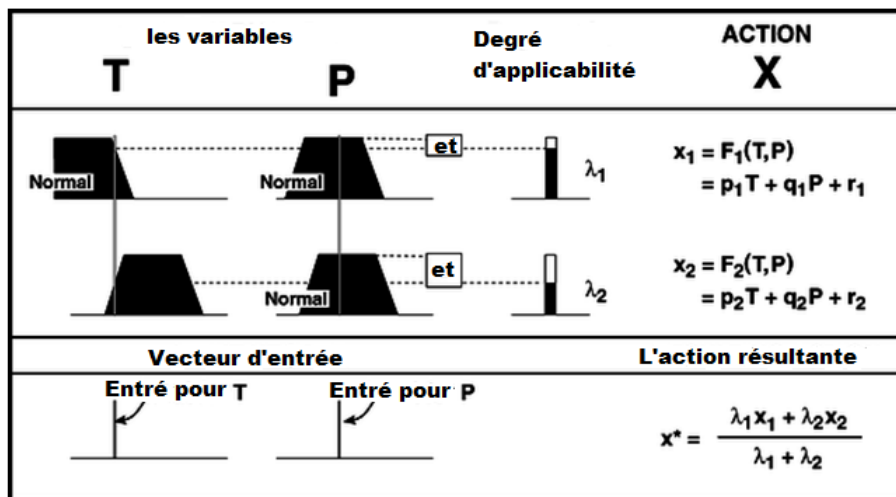 les variables
Degré d'applicabilité
ACTION
T
P
X
Normal
Normal
et
λ1
x1 = F1(T,P)
= p1T + q1P + r1
Normal
et
λ2
x2 = F2(T,P)
= p2T + q2P + r2
Vecteur d'entrée
L'action résultante
Entré pour T
Entré pour P
x* = λ1x1 + λ2x2
λ1 + λ2